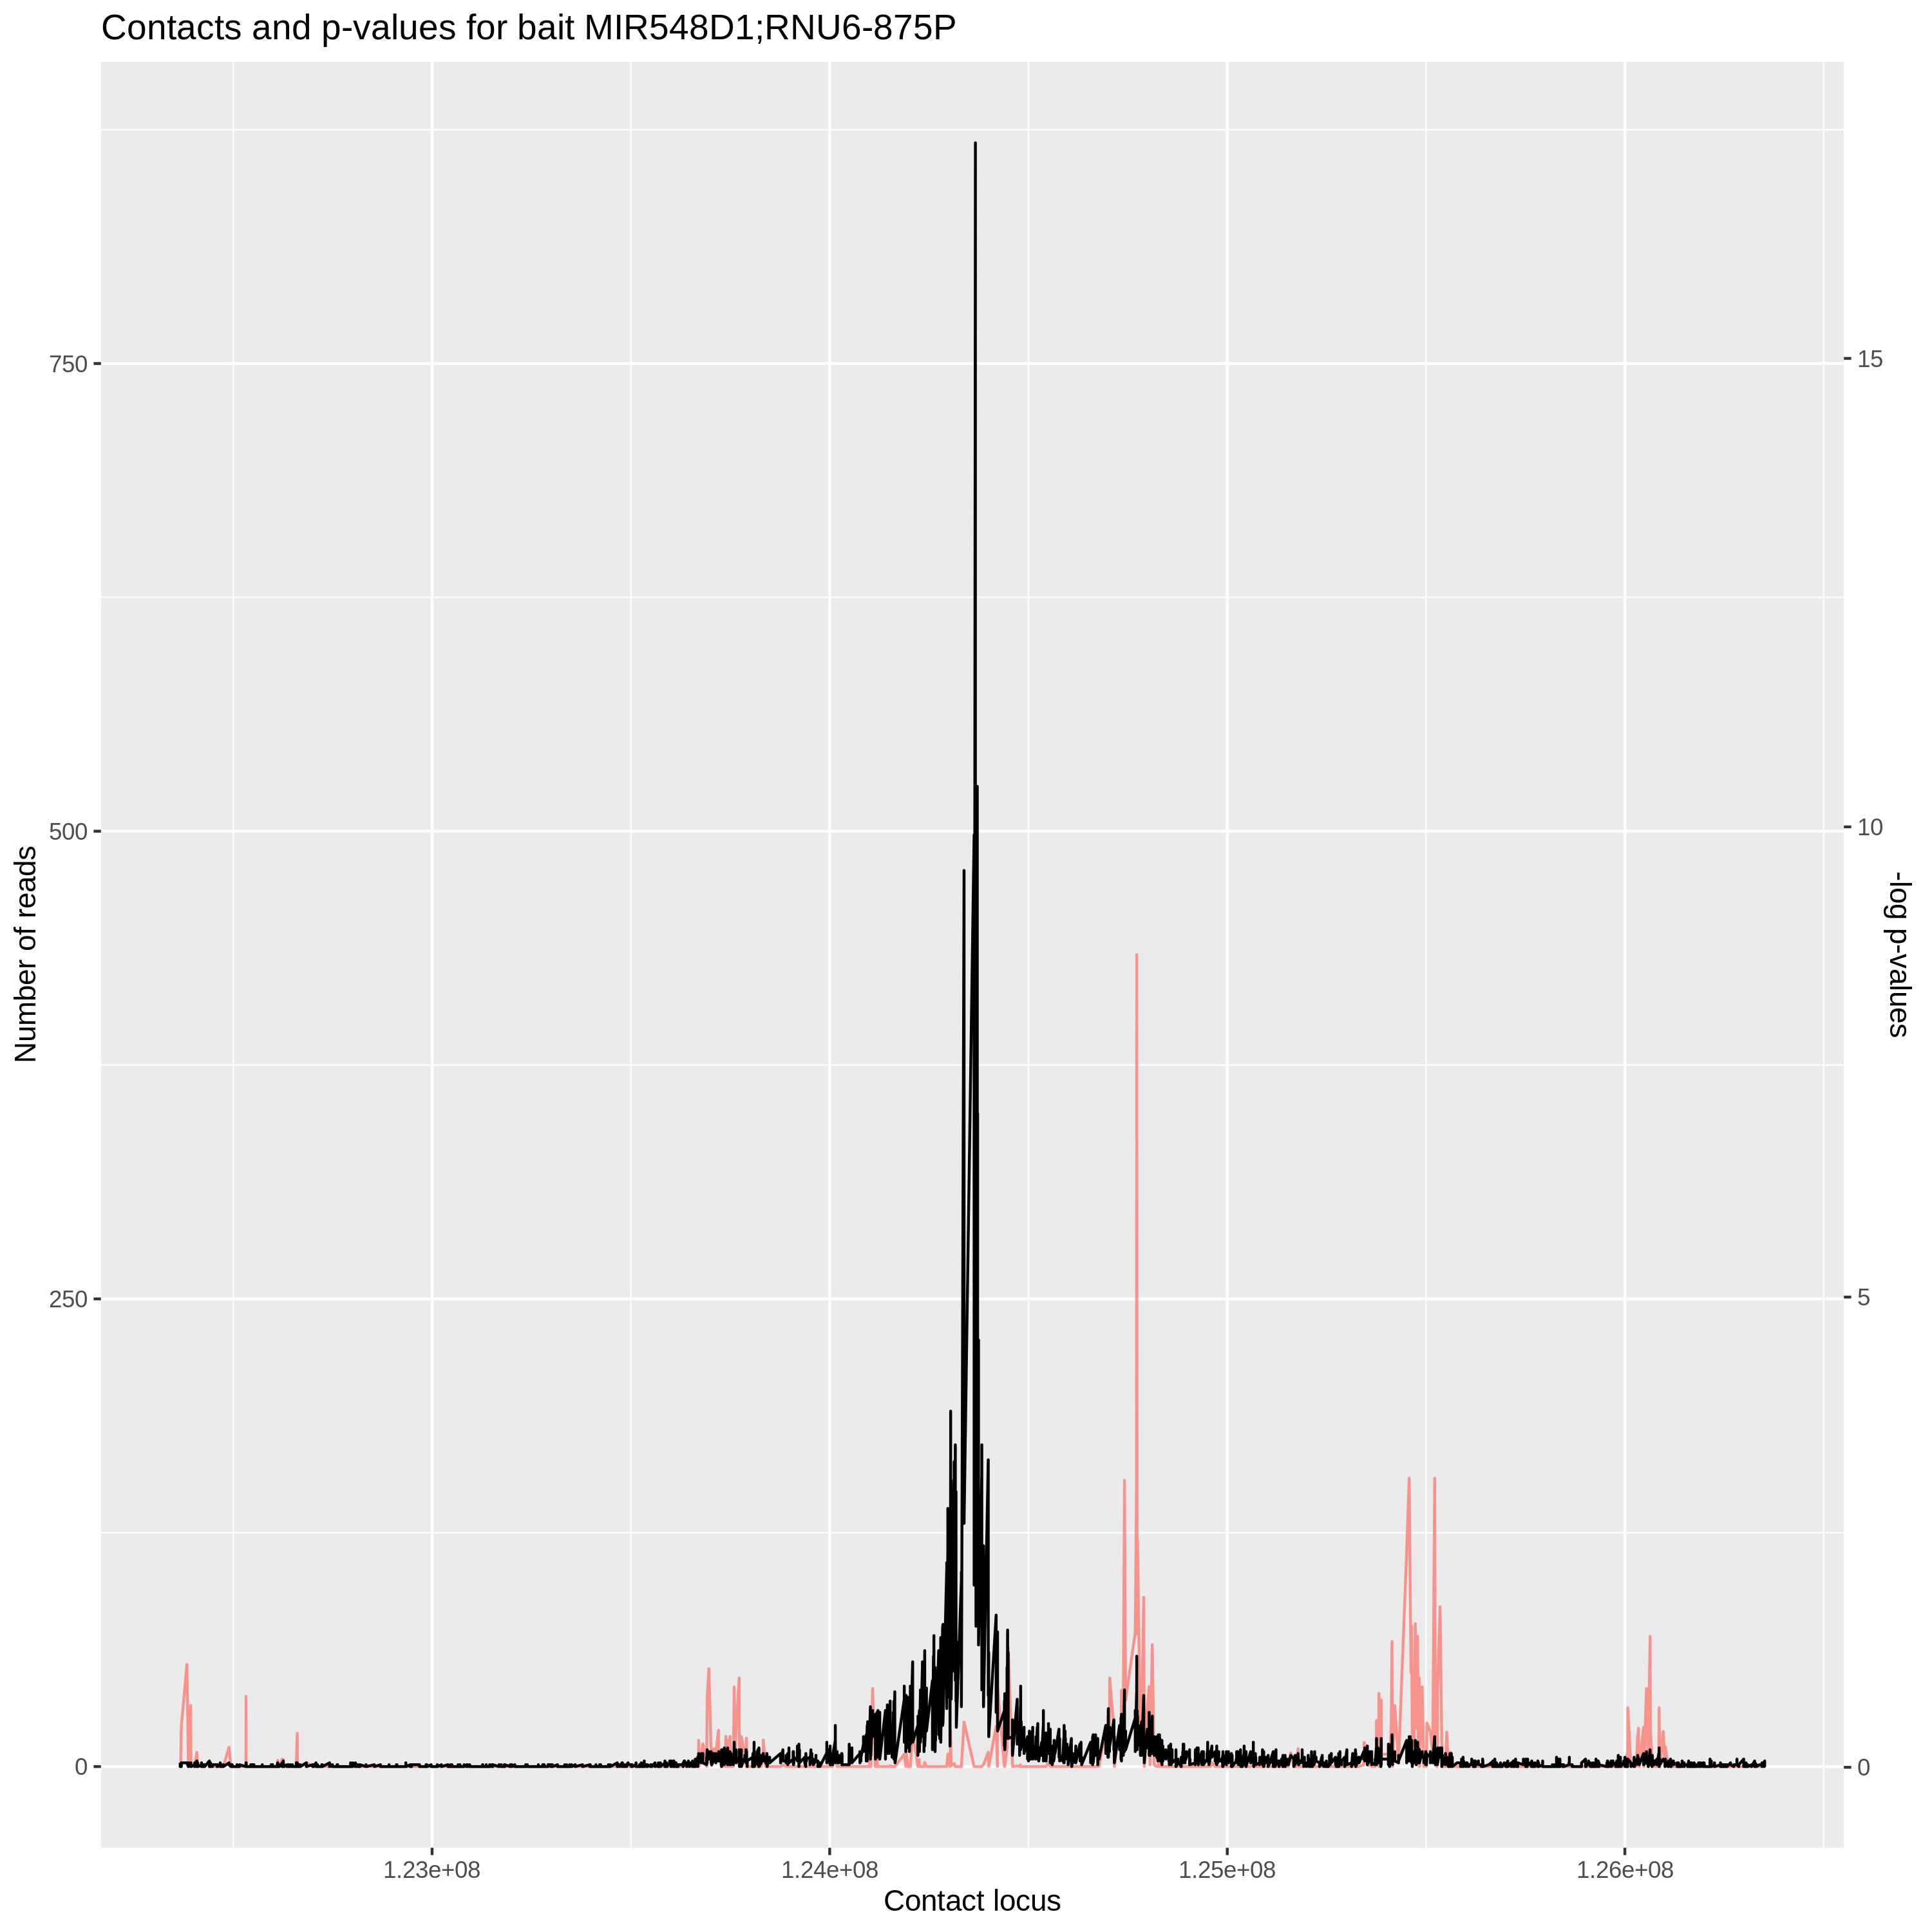 Contacts and p-values for bait MIR548D1;RNU6-875P
750
500
250
0
Number of reads
15
10
5
0
-log p-values
1.23e+08
1.24e+08
1.25e+08
1.26e+08
Contact locus